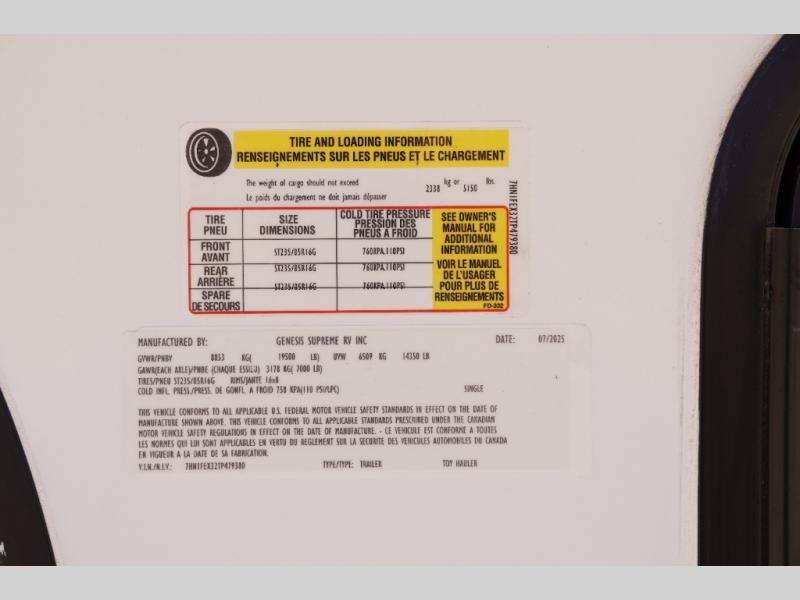 TIRE AND LOADING INFORMATION
RENSEIGNEMENTS SUR LES PNEUS ET LE CHARGEMENT
The weight of cargo should not exceed 2338 kg or 5150 lbs.
Le poids du chargement ne doit jamais dépasser
7HN1FEX32TP479380
TIRE PNEU SIZE DIMENSIONS COLD TIRE PRESSURE PRESSION DES PNEUS A FROID
FRONT AVANT ST235/85R16G 760KPA,110PSI
REAR ARRIÈRE ST235/85R16G 760KPA,110PSI
SPARE DE SECOURS ST235/85R16G 760KPA,110PSI
SEE OWNER'S
MANUAL FOR
ADDITIONAL
INFORMATION
VOIR LE MANUEL
DE L'USAGER
POUR PLUS DE
RENSEIGNEMENTS
FD-332
MANUFACTURED BY: GENESIS SUPREME RV INC DATE: 07/2025
GVWR/PNBV 8853 KG( 19500 LB) UVW 6509 KG 14350 LB
GAWR(EACH AXLE)/PNBE (CHAQUE ESSIEU) 3178 KG( 7000 LB)
TIRES/PNEU ST235/85R16G RIMS/JANTE 16x8
COLD INFL. PRESS./PRESS. DE GONFL. A FROID 758 KPA(110 PSI/LPC) SINGLE
THIS VEHICLE CONFORMS TO ALL APPLICABLE U.S. FEDERAL MOTOR VEHICLE SAFETY STANDARDS IN EFFECT ON THE DATE OF
MANUFACTURE SHOWN ABOVE. THIS VEHICLE CONFORMS TO ALL APPLICABLE STANDARDS PRESCRIBED UNDER THE CANADIAN
MOTOR VEHICLE SAFETY REGULATIONS IN EFFECT ON THE DATE OF MANUFACTURE. - CE VEHICULE EST CONFORME A TOUTES
LES NORMES QUI LUI SONT APPLICABLES EN VERTU DU REGLEMENT SUR LA SECURITE DES VEHICULES AUTOMOBILES DU CANADA
EN VIGUEUR A LA DATE DE SA FABRICATION.
V.I.N./N.I.V.: 7HN1FEX32TP479380 TYPE/TYPE: TRAILER TOY HAULER